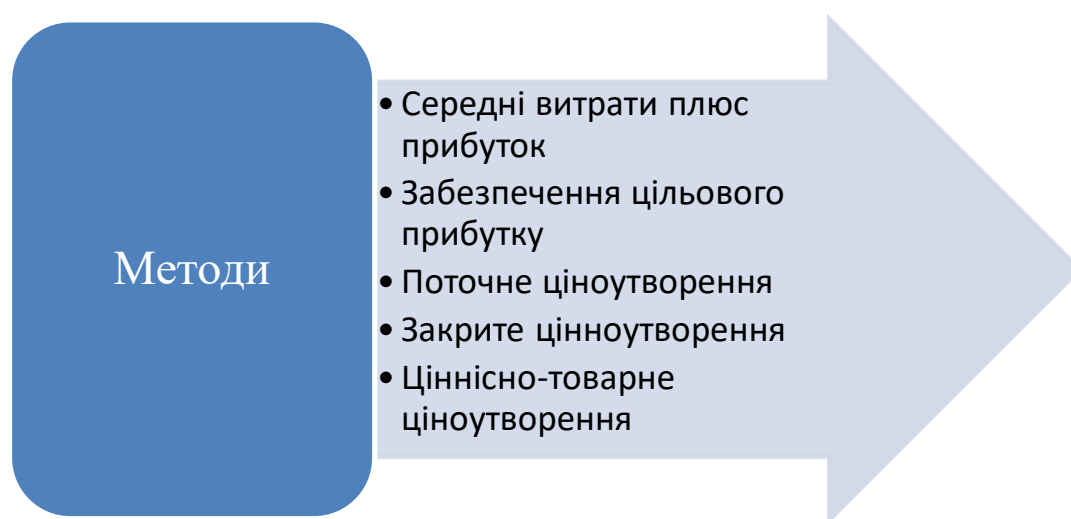 Методи
• Середні витрати плюс
прибуток
• Забезпечення цільового
прибутку
• Поточне ціноутворення
• Закрите цінноутворення
• Ціннісно-товарне
ціноутворення